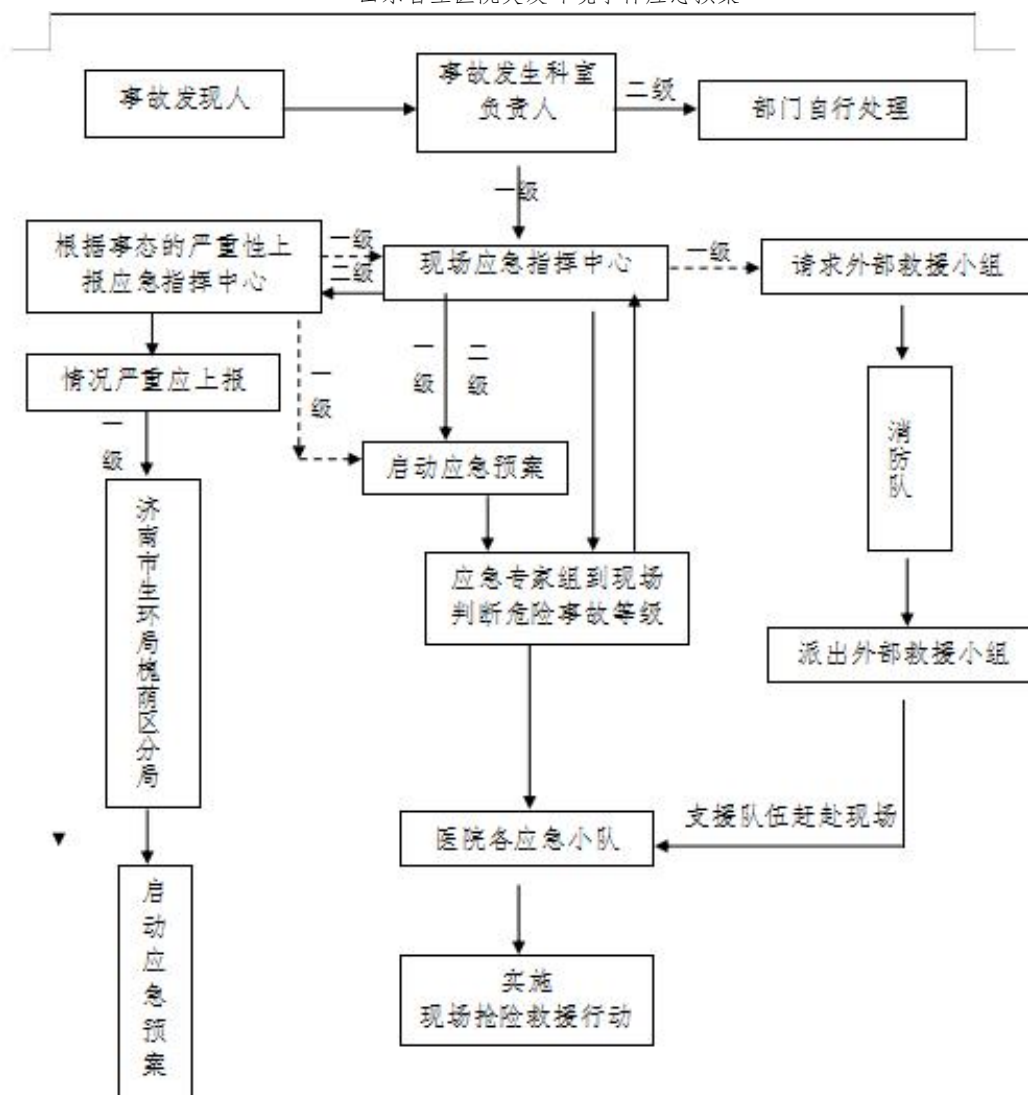 事故发现人
事故发生科室
负责人
二级
部门自行处理
一级
根据事态的严重性上
报应急指挥中心
一级
二级
现场应急指挥中心
一级
请求外部救援小组
情况严重应上报
一级
一级
二级
一级
启动应急预案
消防队
济南市生环局槐荫区分局
应急专家组到现场
判断危险事故等级
派出外部救援小组
支援队伍赶赴现场
医院各应急小队
启动应急预案
实施
现场抢险救援行动